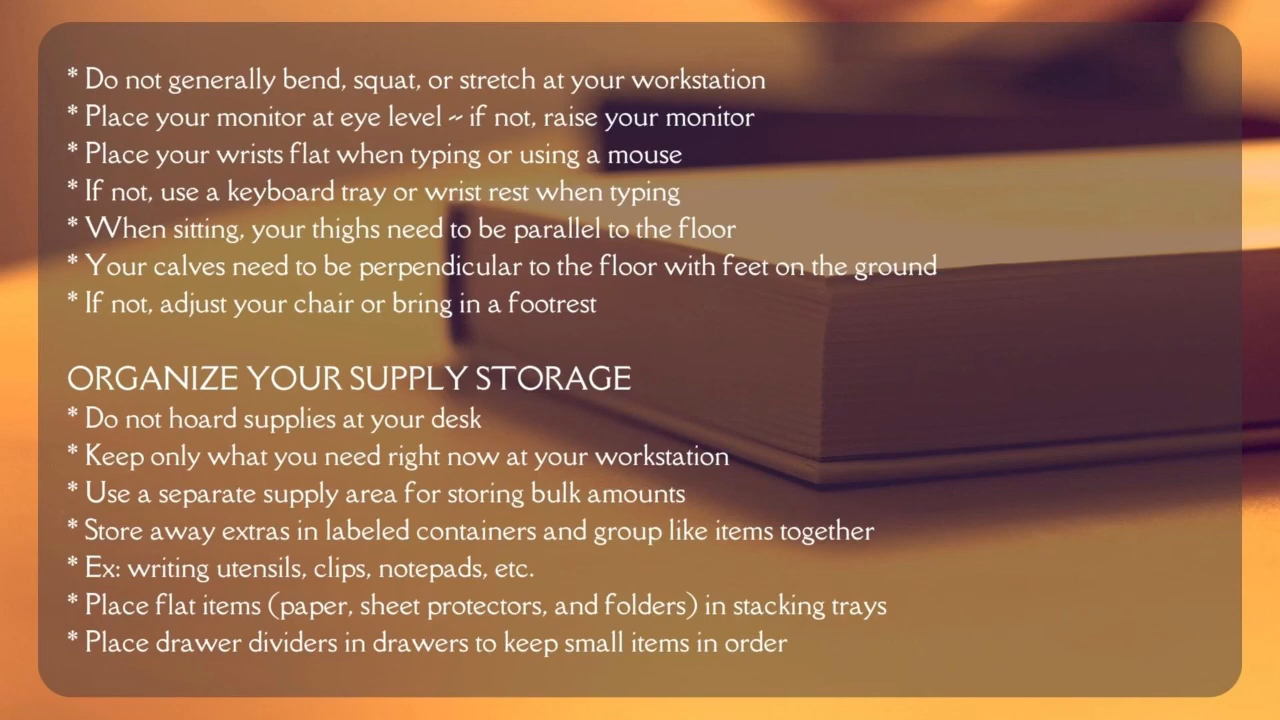 * Do not generally bend, squat, or stretch at your workstation
* Place your monitor at eye level ~ if not, raise your monitor
* Place your wrists flat when typing or using a mouse
* If not, use a keyboard tray or wrist rest when typing
* When sitting, your thighs need to be parallel to the floor
* Your calves need to be perpendicular to the floor with feet on the ground
* If not, adjust your chair or bring in a footrest
ORGANIZE YOUR SUPPLY STORAGE
* Do not hoard supplies at your desk
* Keep only what you need right now at your workstation
* Use a separate supply area for storing bulk amounts
* Store away extras in labeled containers and group like items together
* Ex: writing utensils, clips, notepads, etc.
* Place flat items (paper, sheet protectors, and folders) in stacking trays
* Place drawer dividers in drawers to keep small items in order